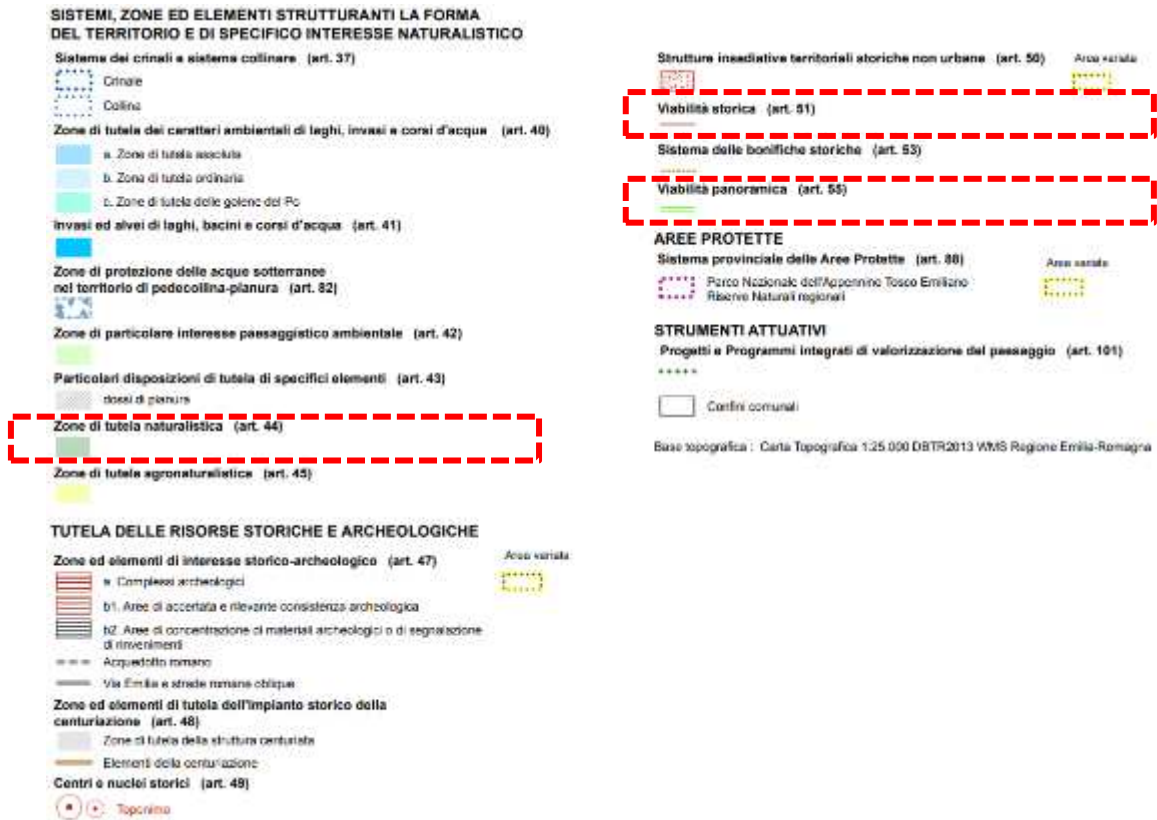 SISTEMI, ZONE ED ELEMENTI STRUTTURANTI LA FORMA
DEL TERRITORIO E DI SPECIFICO INTERESSE NATURALISTICO
Sistema dei crinali e sistema collinare (art. 37)
Crinale
Collina
Zone di tutela dei caratteri ambientali di laghi, invasi e corsi d'acqua (art. 40)
a. Zone di tutela assoluta
b. Zone di tutela ordinaria
c. Zone di tutela delle golene del Po
Invasi ed alvei di laghi, bacini e corsi d'acqua (art. 41)
Zone di protezione delle acque sotterranee
nel territorio di pedecollina-pianura (art. 82)
Zone di particolare interesse paesaggistico ambientale (art. 42)
Particolari disposizioni di tutela di specifici elementi (art. 43)
dossi di pianura
Zone di tutela naturalistica (art. 44)
Zone di tutela agronaturalistica (art. 45)
TUTELA DELLE RISORSE STORICHE E ARCHEOLOGICHE
Zone ed elementi di interesse storico-archeologico (art. 47)
Area variata
a. Complessi archeologici
b1. Aree di accertata e rilevante consistenza archeologica
b2. Aree di concentrazione di materiali archeologici o di segnalazione
di rinvenimenti
Acquedotto romano
Via Emilia e strade romane oblique
Zone ed elementi di tutela dell'impianto storico della
centuriazione (art. 48)
Zone di tutela della struttura centuriata
Elementi della centuriazione
Centri e nuclei storici (art. 49)
Toponimo
Strutture insediative territoriali storiche non urbane (art. 50)
Area variata
Viabilità storica (art. 51)
Sistema delle bonifiche storiche (art. 53)
Viabilità panoramica (art. 55)
AREE PROTETTE
Sistema provinciale delle Aree Protette (art. 88)
Area variata
Parco Nazionale dell'Appennino Tosco Emiliano
Riserve Naturali regionali
STRUMENTI ATTUATIVI
Progetti e Programmi integrati di valorizzazione del paesaggio (art. 101)
Confini comunali
Base topografica : Carta Topografica 1:25.000 DBTR2013 WMS Regione Emilia-Romagna